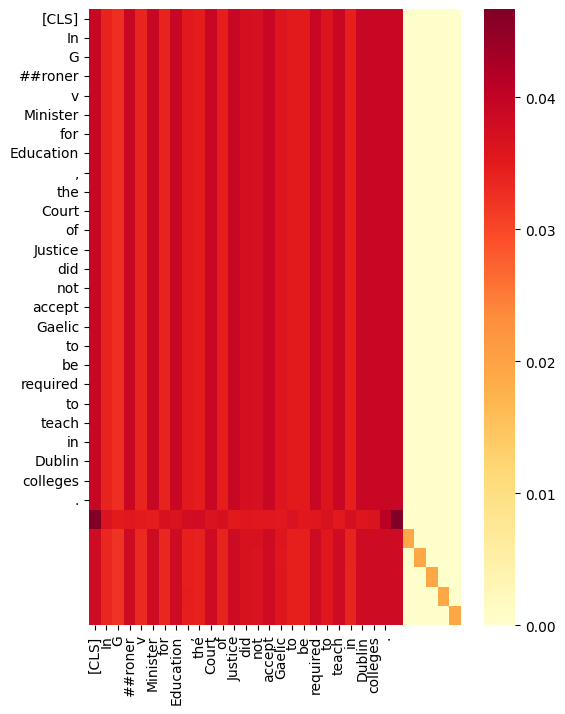 [CLS]
In
G
##roner
v
Minister
for
Education
,
the
Court
of
Justice
did
not
accept
Gaelic
to
be
required
to
teach
in
Dublin
colleges
.
[CLS]
In
G
##roner
v
Minister
for
Education
,
the
Court
of
Justice
did
not
accept
Gaelic
to
be
required
to
teach
in
Dublin
colleges
.
0.04
0.03
0.02
0.01
0.00